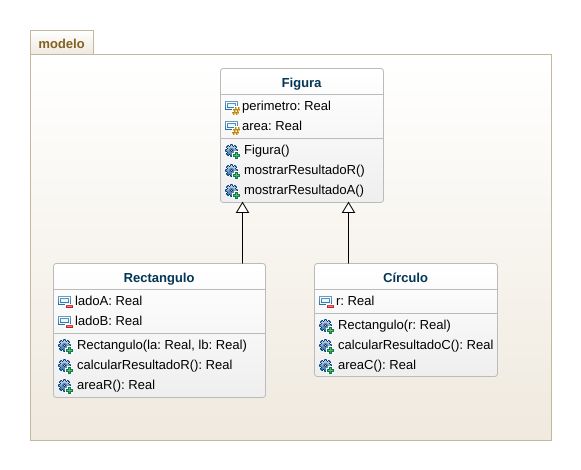 modelo
Figura
perimetro: Real
area: Real
Figura()
mostrarResultadoR()
mostrarResultadoA()
Rectangulo
ladoA: Real
ladoB: Real
Rectangulo(la: Real, lb: Real)
calcularResultadoR(): Real
areaR(): Real
Círculo
r: Real
Rectangulo(r: Real)
calcularResultadoC(): Real
areaC(): Real